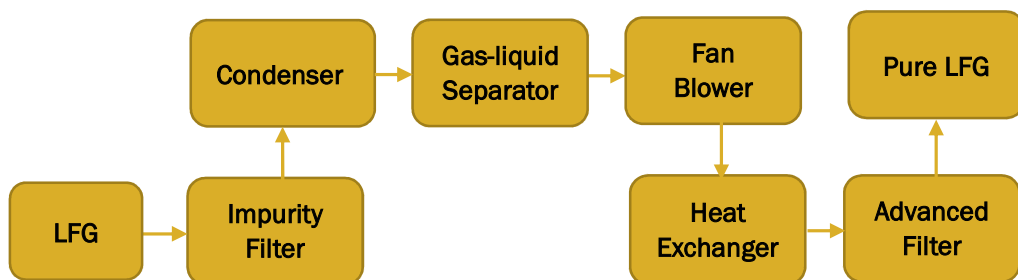 LFG
Impurity
Filter
Condenser
Gas-liquid
Separator
Fan
Blower
Heat
Exchanger
Advanced
Filter
Pure LFG